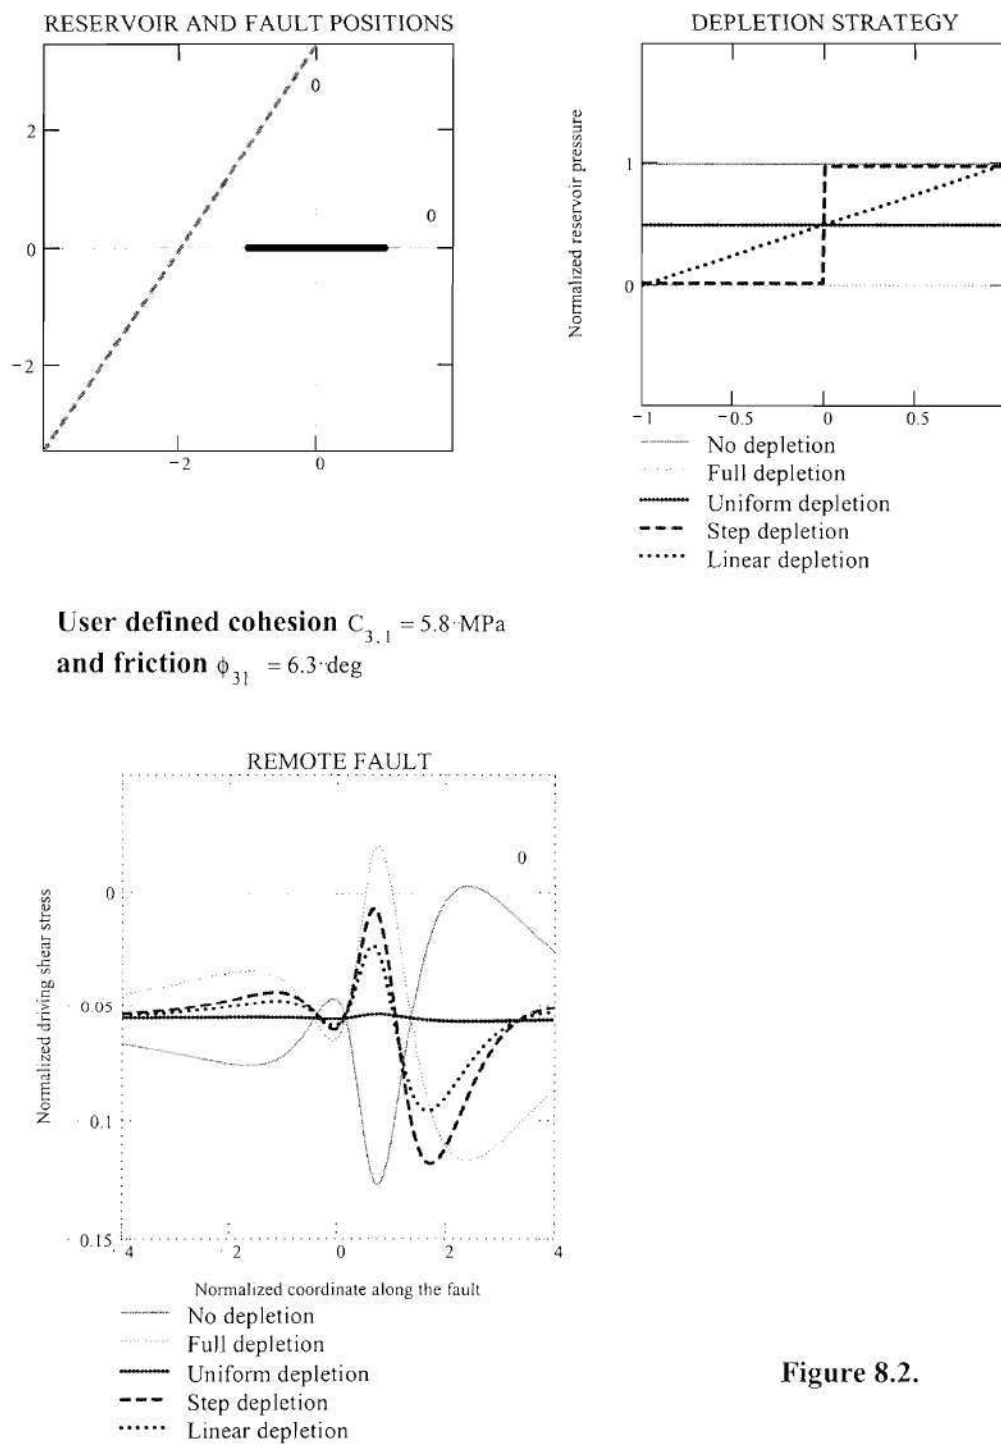 RESERVOIR AND FAULT POSITIONS
0
2
0
0
−2
−2
0
DEPLETION STRATEGY
Normalized reservoir pressure
1
0
−1
−0.5
0
0.5
No depletion
Full depletion
Uniform depletion
Step depletion
Linear depletion
User defined cohesion C3,1 = 5.8·MPa
and friction ϕ31 = 6.3·deg
REMOTE FAULT
Normalized driving shear stress
0
0
0.05
0.1
0.15
4
2
0
2
4
Normalized coordinate along the fault
No depletion
Full depletion
Uniform depletion
Step depletion
Linear depletion
Figure 8.2.